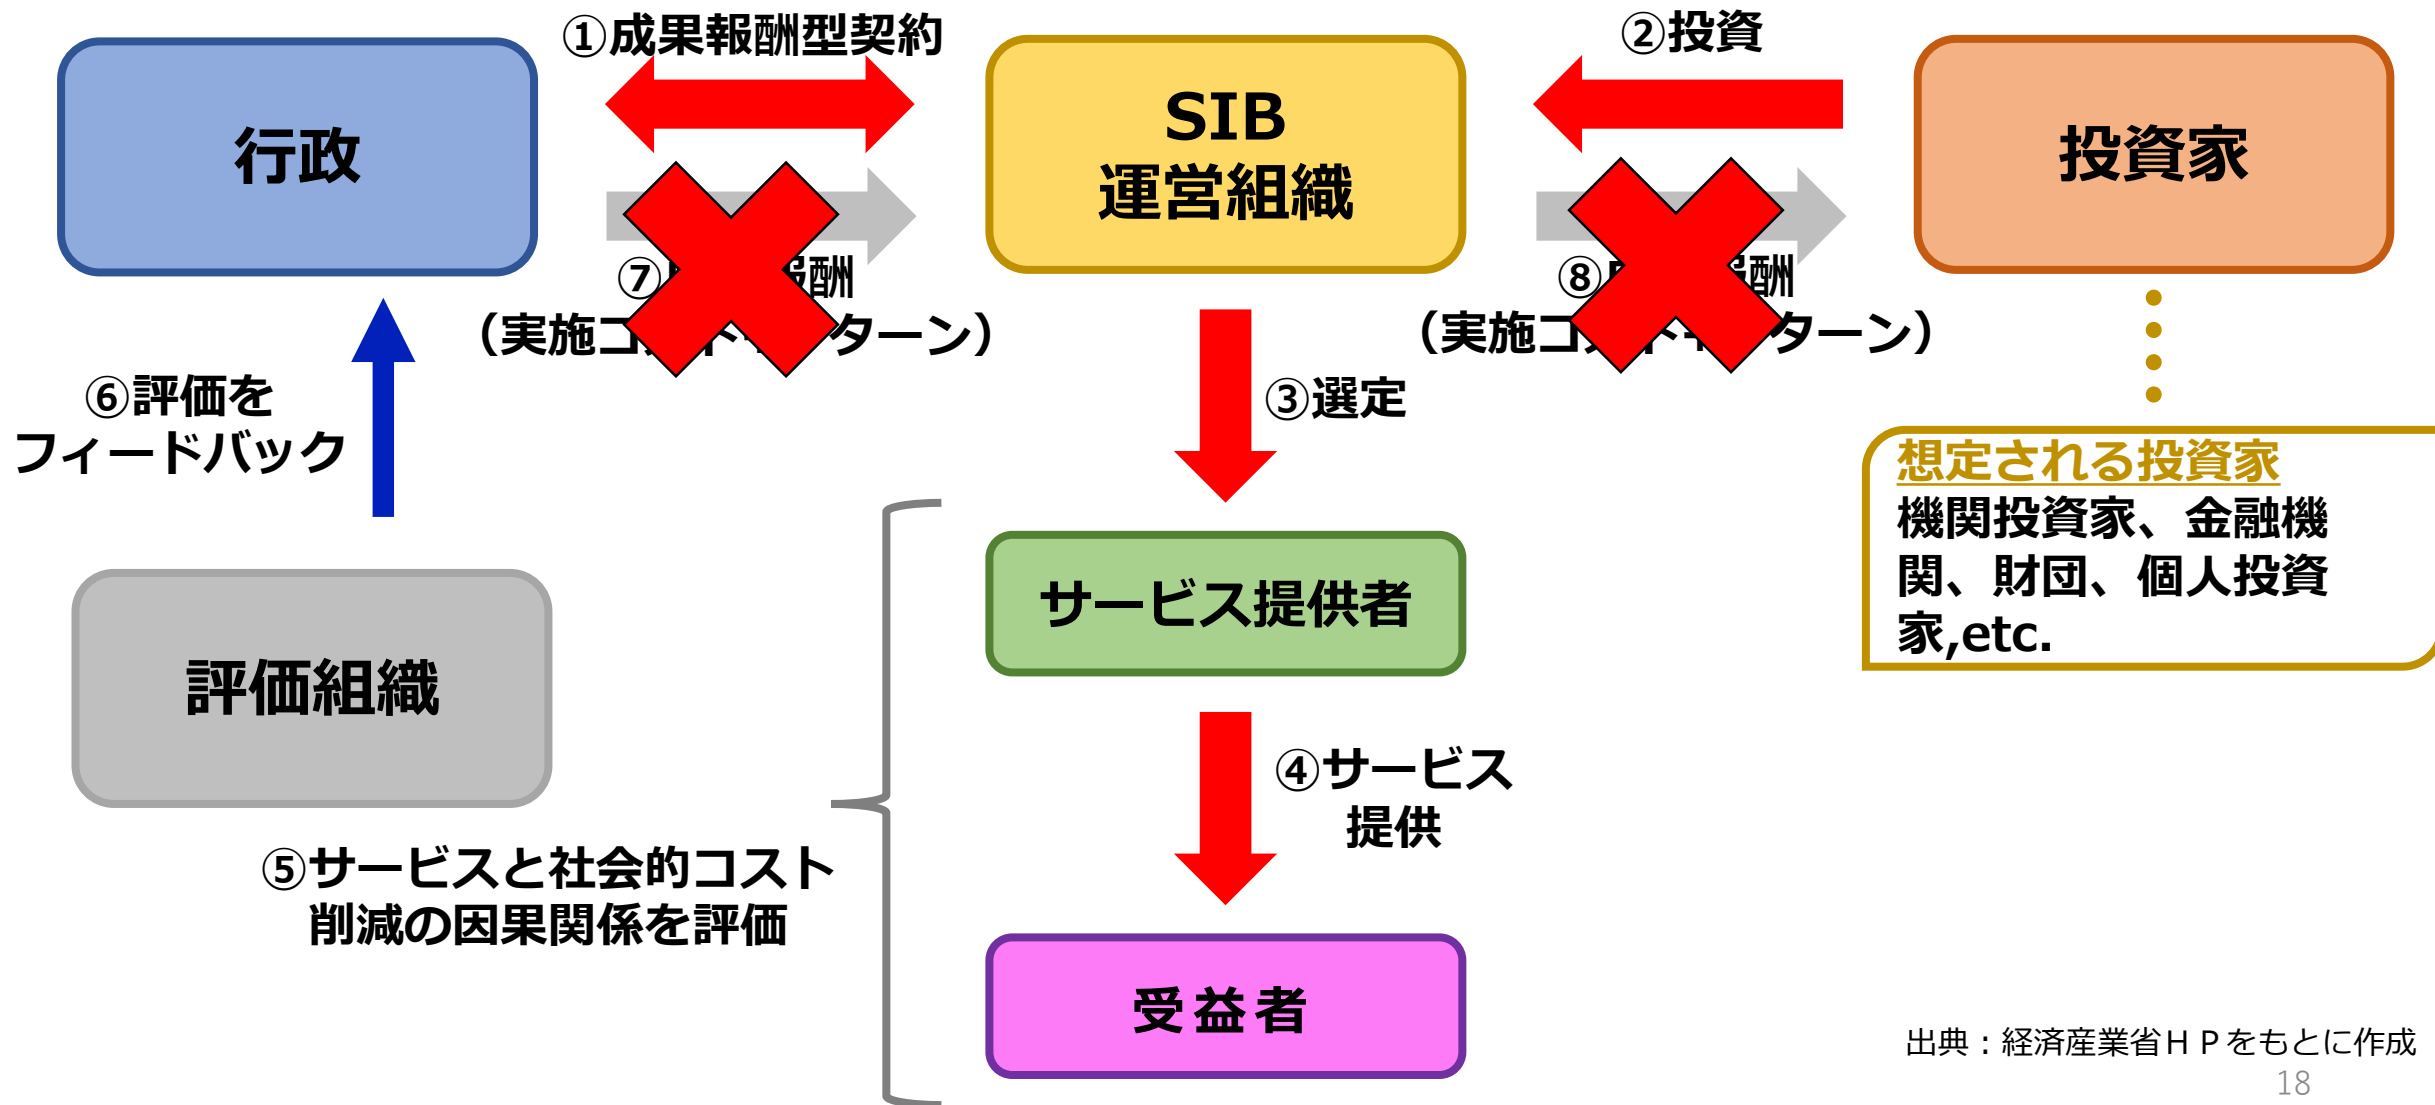 ①成果報酬型契約
②投資
行政
SIB
運営組織
投資家
⑦報酬
（実施コターン）
⑧報酬
（実施コターン）
③選定
⑥評価を
フィードバック
想定される投資家
機関投資家、金融機
関、財団、個人投資
家,etc.
サービス提供者
評価組織
④サービス
提供
⑤サービスと社会的コスト
削減の因果関係を評価
受益者
出典：経済産業省ＨＰをもとに作成
18